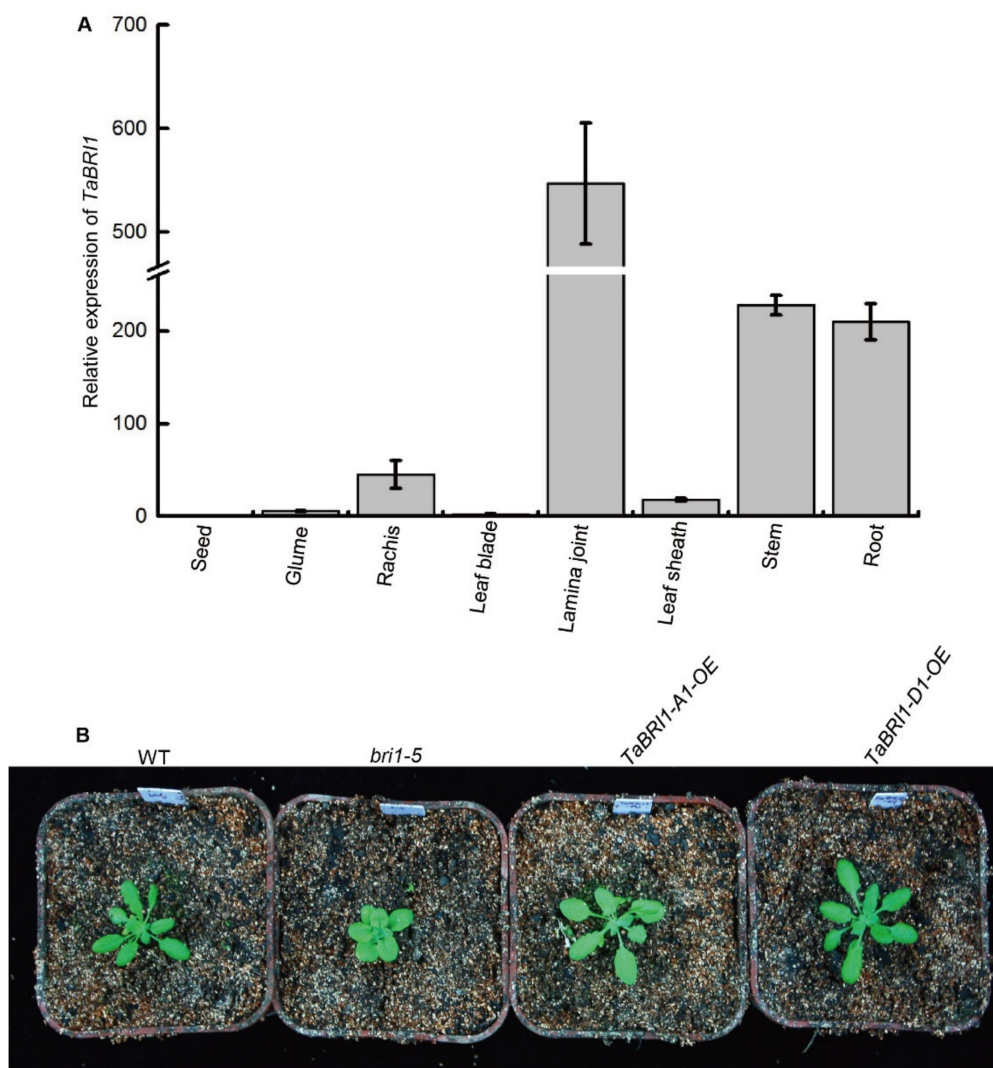 A
700
600
500
200
100
0
Relative expression of TaBRI1
Seed
Glume
Rachis
Leaf blade
Lamina joint
Leaf sheath
Stem
Root
B
WT
bri1-5
TaBRI1-A1-OE
TaBRI1-D1-OE